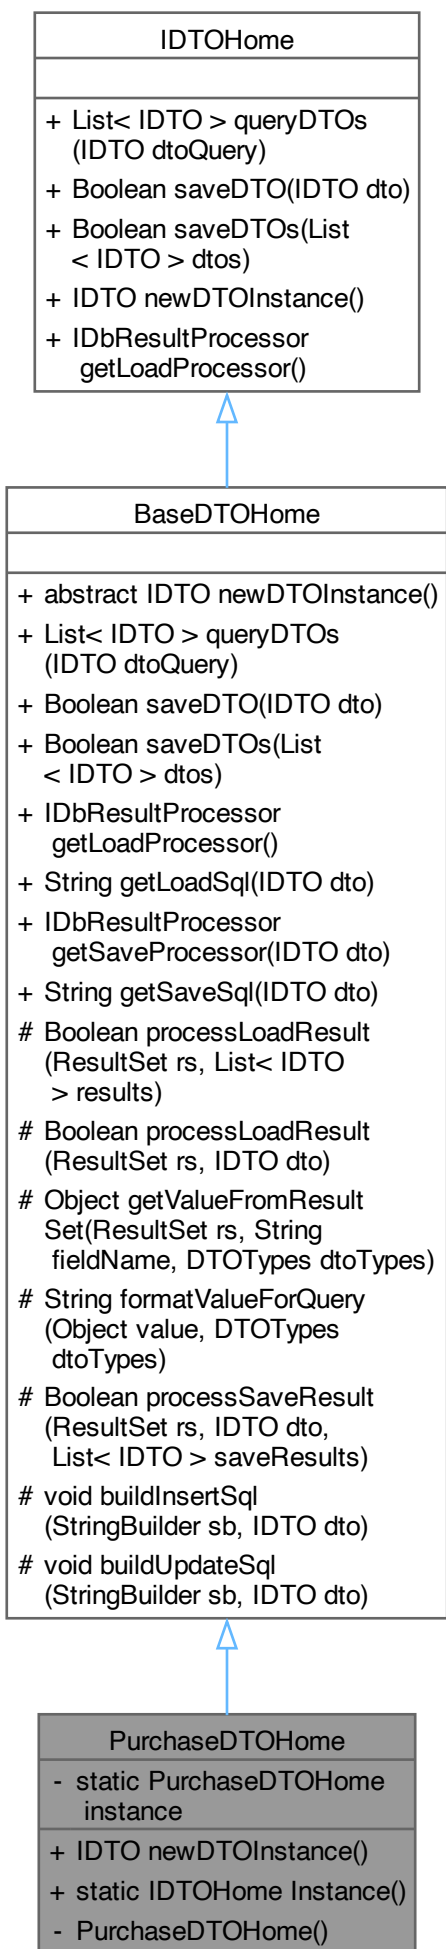 IDTOHome
+ List< IDTO > queryDTOs
(IDTO dtoQuery)
+ Boolean saveDTO(IDTO dto)
+ Boolean saveDTOs(List
< IDTO > dtos)
+ IDTO newDTOInstance()
+ IDbResultProcessor
getLoadProcessor()
BaseDTOHome
+ abstract IDTO newDTOInstance()
+ List< IDTO > queryDTOs
(IDTO dtoQuery)
+ Boolean saveDTO(IDTO dto)
+ Boolean saveDTOs(List
< IDTO > dtos)
+ IDbResultProcessor
getLoadProcessor()
+ String getLoadSql(IDTO dto)
+ IDbResultProcessor
getSaveProcessor(IDTO dto)
+ String getSaveSql(IDTO dto)
# Boolean processLoadResult
(ResultSet rs, List< IDTO
> results)
# Boolean processLoadResult
(ResultSet rs, IDTO dto)
# Object getValueFromResult
Set(ResultSet rs, String
fieldName, DTOTypes dtoTypes)
# String formatValueForQuery
(Object value, DTOTypes
dtoTypes)
# Boolean processSaveResult
(ResultSet rs, IDTO dto,
List< IDTO > saveResults)
# void buildInsertSql
(StringBuilder sb, IDTO dto)
# void buildUpdateSql
(StringBuilder sb, IDTO dto)
PurchaseDTOHome
- static PurchaseDTOHome
instance
+ IDTO newDTOInstance()
+ static IDTOHome Instance()
- PurchaseDTOHome()